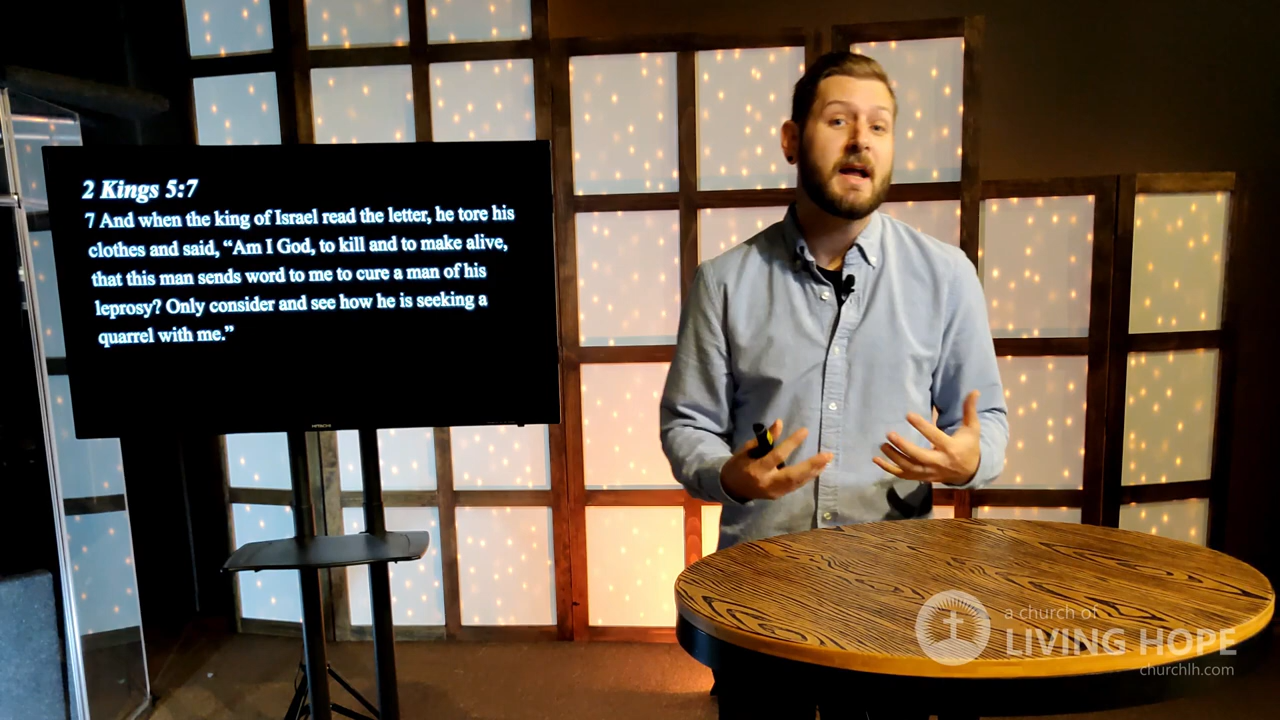 2 Kings 5:7
7 And when the king of Israel read the letter, he tore his
clothes and said, “Am I God, to kill and to make alive,
that this man sends word to me to cure a man of his
leprosy? Only consider and see how he is seeking a
quarrel with me.”
HITACHI
a church of
LIVING HOPE
churchlh.com